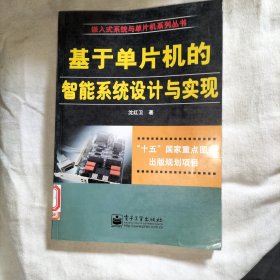 嵌入式系统与单片机系列丛书
基于单片机的
智能系统设计与实现
沈红卫 著
"十五"国家重点图书
出版规划项目
电子工业出版社